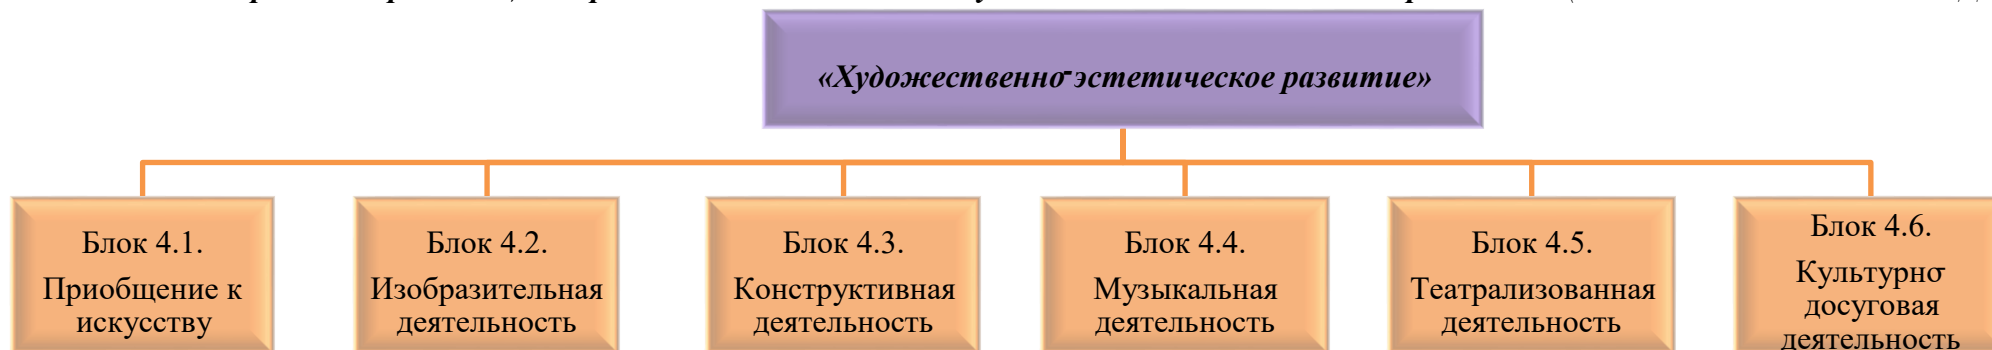 «Художественно-эстетическое развитие»
Блок 4.1.
Приобщение к
искусству
Блок 4.2.
Изобразительная
деятельность
Блок 4.3.
Конструктивная
деятельность
Блок 4.4.
Музыкальная
деятельность
Блок 4.5.
Театрализованная
деятельность
Блок 4.6.
Культурно-
досуговая
деятельность